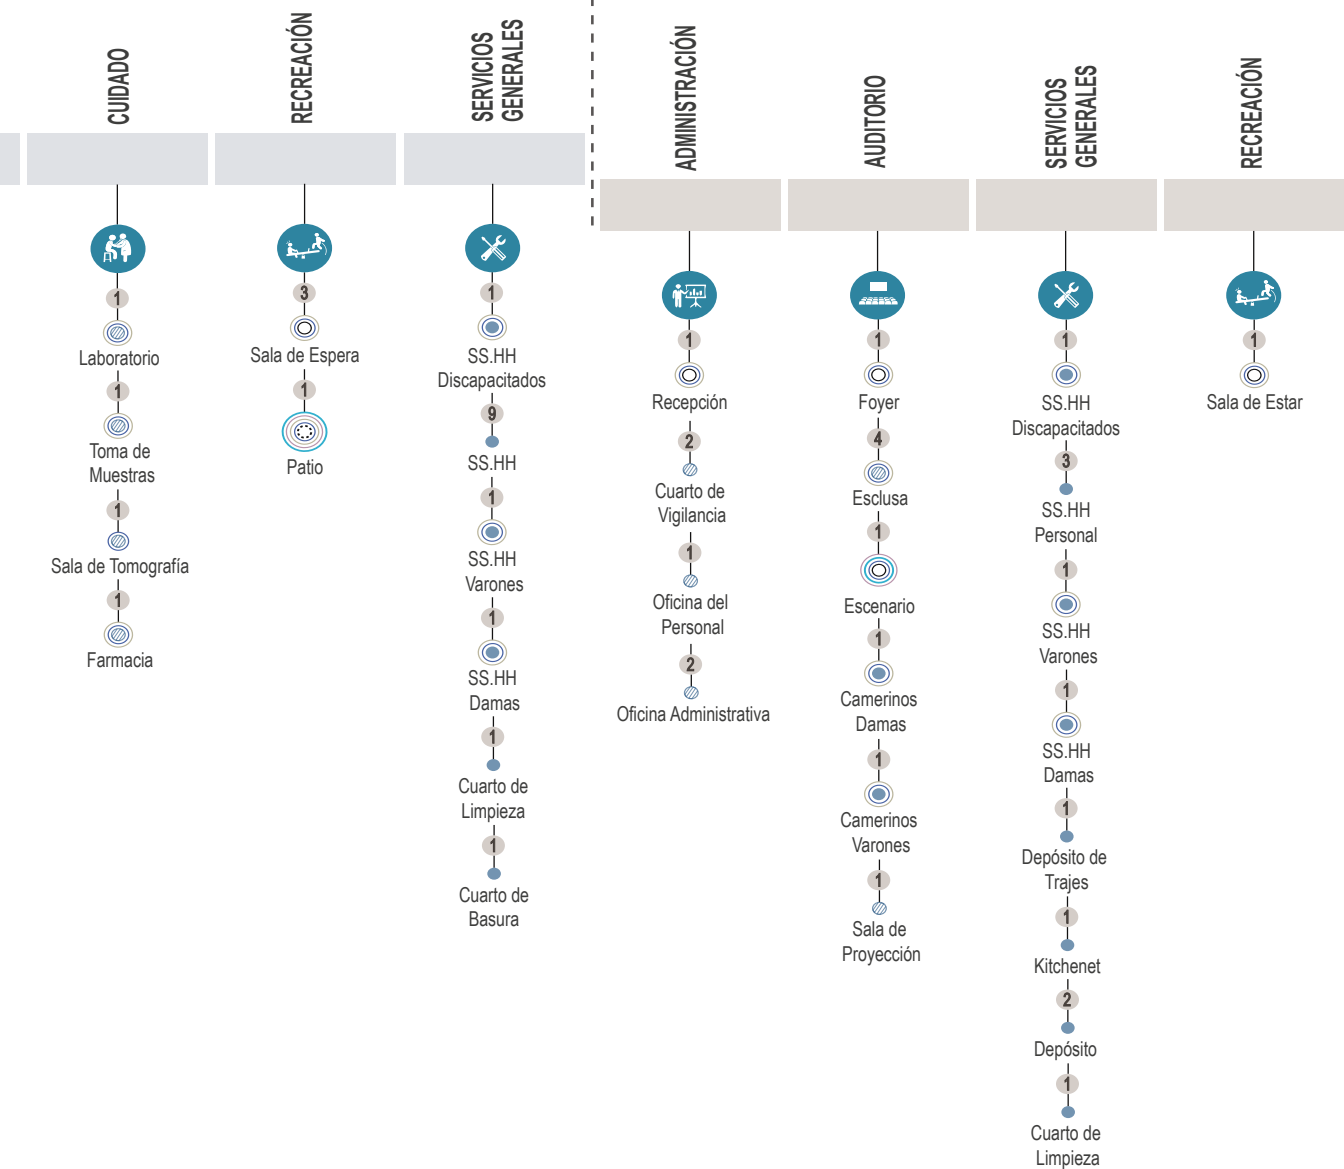 CUIDADO
1
Laboratorio
1
Toma de
Muestras
1
Sala de Tomografía
1
Farmacia
RECREACIÓN
3
Sala de Espera
1
Patio
SERVICIOS
GENERALES
1
SS.HH
Discapacitados
9
SS.HH
1
SS.HH
Varones
1
SS.HH
Damas
1
Cuarto de
Limpieza
1
Cuarto de
Basura
ADMINISTRACIÓN
1
Recepción
2
Cuarto de
Vigilancia
1
Oficina del
Personal
2
Oficina Administrativa
AUDITORIO
1
Foyer
4
Esclusa
1
Escenario
1
Camerinos
Damas
1
Camerinos
Varones
1
Sala de
Proyección
SERVICIOS
GENERALES
1
SS.HH
Discapacitados
3
SS.HH
Personal
1
SS.HH
Varones
1
SS.HH
Damas
1
Depósito de
Trajes
1
Kitchenet
2
Depósito
1
Cuarto de
Limpieza
RECREACIÓN
1
Sala de Estar